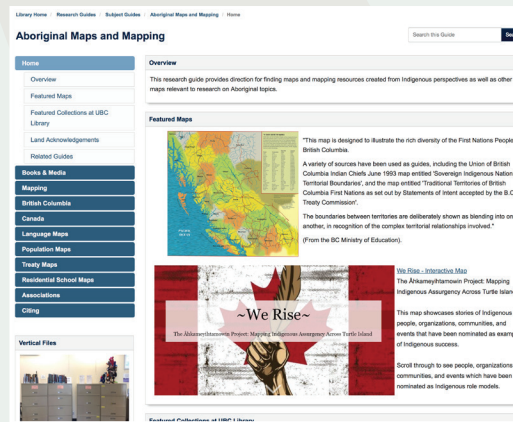 Library Home / Research Guides / Subject Guides / Aboriginal Maps and Mapping / Home
Aboriginal Maps and Mapping
Search this Guide
Home
Overview
Featured Maps
Featured Collections at UBC
Library
Land Acknowledgements
Related Guides
Books & Media
Mapping
British Columbia
Canada
Language Maps
Population Maps
Treaty Maps
Residential School Maps
Associations
Citing
Vertical Files
Overview
This research guide provides direction for finding maps and mapping resources created from Indigenous perspectives as well as other
maps relevant to research on Aboriginal topics.
Featured Maps
"This map is designed to illustrate the rich diversity of the First Nations People
British Columbia.
A variety of sources have been used as guides, including the Union of British
Columbia Indian Chiefs June 1993 map entitled 'Sovereign Indigenous Nation
Territorial Boundaries', and the map entitled 'Traditional Territories of British
Columbia First Nations as set out by Statements of Intent accepted by the B.C
Treaty Commission'.
The boundaries between territories are deliberately shown as blending into on
another, in recognition of the complex territorial relationships involved."
(From the BC Ministry of Education).
~We Rise~
The Âhkameyihtamowin Project: Mapping Indigenous Assurgency Across Turtle Island
We Rise - Interactive Map
The Âhkameyihtamowin Project: Mapping
Indigenous Assurgency Across Turtle Islan
This map showcases stories of Indigenous
people, organizations, communities, and
events that have been nominated as examp
of Indigenous success.
Scroll through to see people, organizations
communities, and events which have been
nominated as Indigenous role models.
Featured Collections at UBC Library